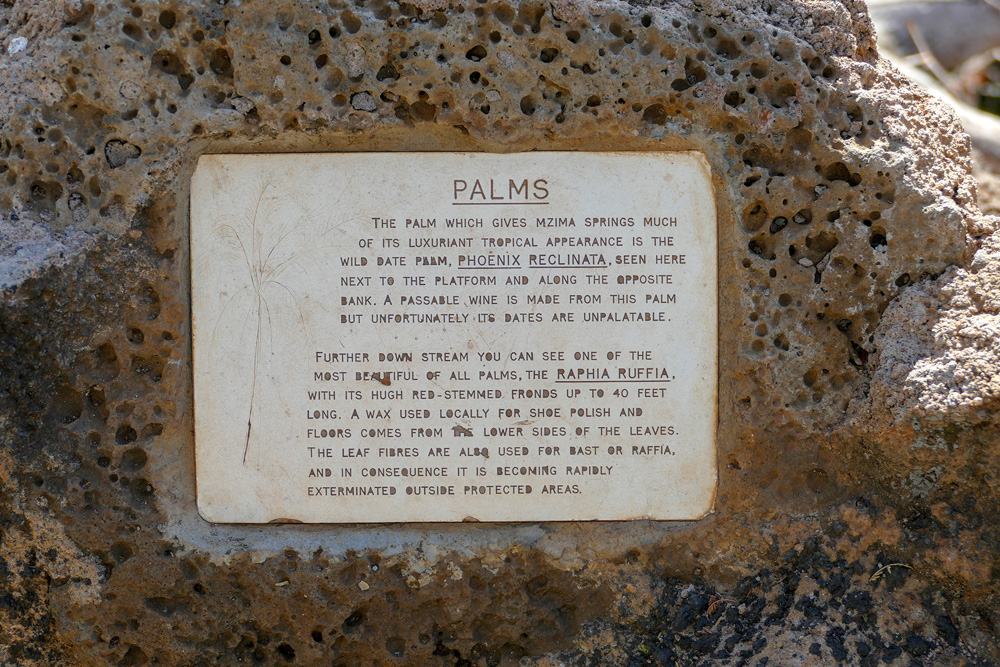 PALMS
THE PALM WHICH GIVES MZIMA SPRINGS MUCH
OF ITS LUXURIANT TROPICAL APPEARANCE IS THE
WILD DATE PALM, PHOENIX RECLINATA, SEEN HERE
NEXT TO THE PLATFORM AND ALONG THE OPPOSITE
BANK. A PASSABLE WINE IS MADE FROM THIS PALM
BUT UNFORTUNATELY ITS DATES ARE UNPALATABLE.
FURTHER DOWN STREAM YOU CAN SEE ONE OF THE
MOST BEAUTIFUL OF ALL PALMS, THE RAPHIA RUFFIA,
WITH ITS HUGH RED-STEMMED FRONDS UP TO 40 FEET
LONG. A WAX USED LOCALLY FOR SHOE POLISH AND
FLOORS COMES FROM THE LOWER SIDES OF THE LEAVES.
THE LEAF FIBRES ARE ALSO USED FOR BAST OR RAFFIA,
AND IN CONSEQUENCE IT IS BECOMING RAPIDLY
EXTERMINATED OUTSIDE PROTECTED AREAS.